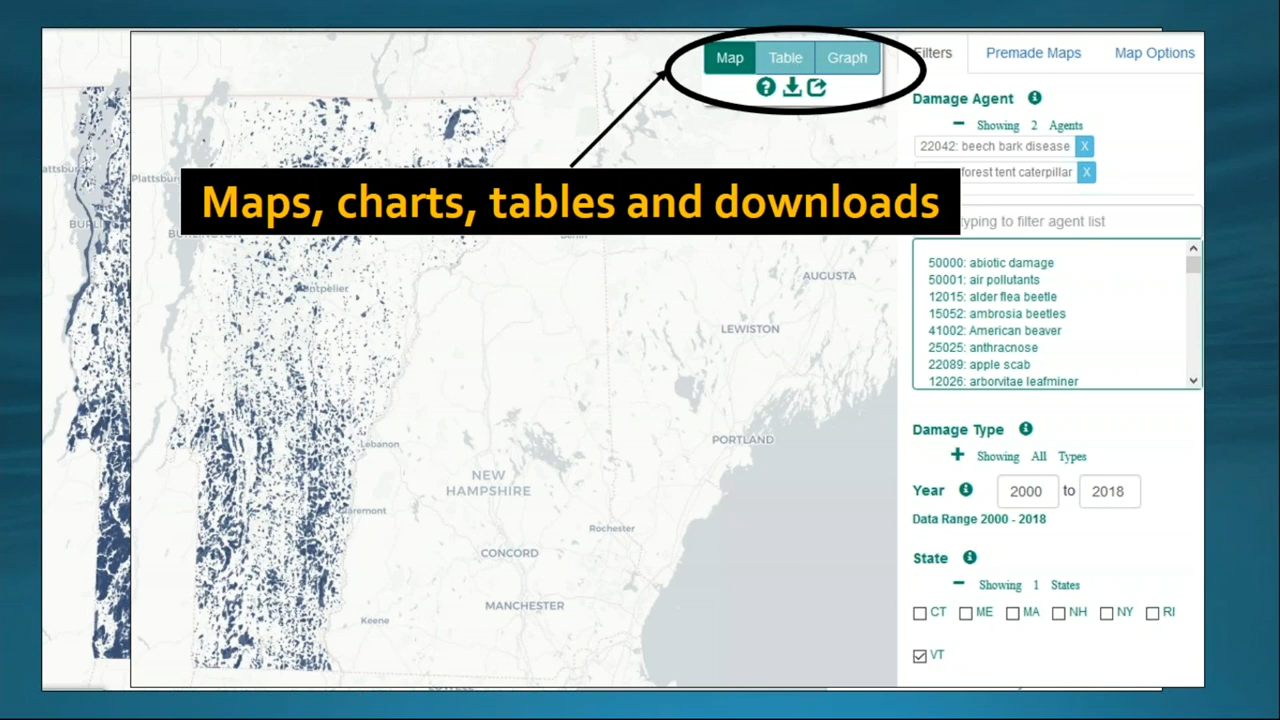 Map Table Graph
Filters Premade Maps Map Options
Damage Agent
Showing 2 Agents
22042: beech bark disease X
forest tent caterpillar X
Maps, charts, tables and downloads
typing to filter agent list
50000: abiotic damage
50001: air pollutants
12015: alder flea beetle
15052: ambrosia beetles
41002: American beaver
25025: anthracnose
22089: apple scab
12026: arborvitae leafminer
Damage Type
Showing All Types
Year 2000 to 2018
Data Range 2000 - 2018
State
Showing 1 States
CT ME MA NH NY RI
VT
Plattsburg
Montpelier
AUGUSTA
LEWISTON
PORTLAND
Lebanon
NEW
HAMPSHIRE
Claremont
Rochester
CONCORD
MANCHESTER
Keene